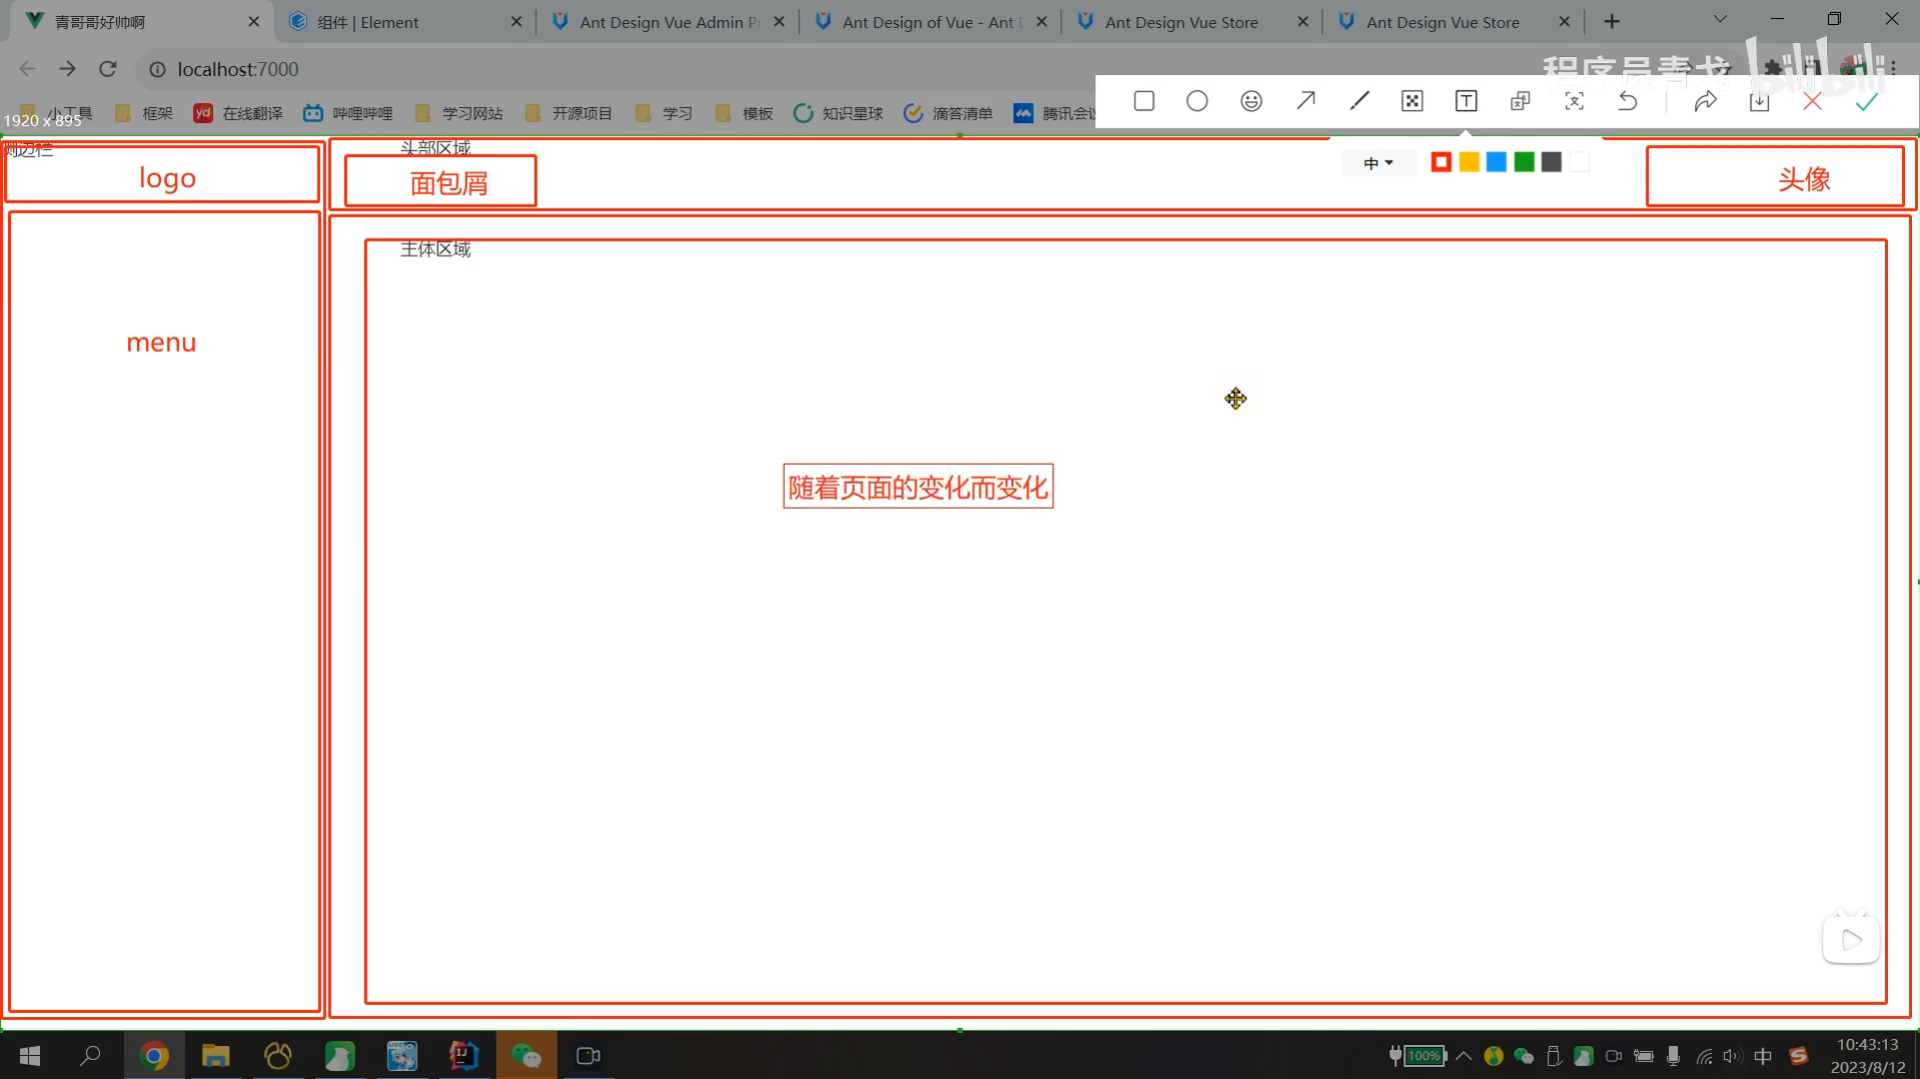 青哥哥好帅啊
组件 | Element
Ant Design Vue Admin Pr
Ant Design of Vue - Ant D
Ant Design Vue Store
Ant Design Vue Store
localhost:7000
程序员青戈
bilibili
小工具
框架
yd 在线翻译
哔哩哔哩
学习网站
开源项目
学习
模板
知识星球
滴答清单
腾讯会议
1920 x 895
侧边栏
logo
头部区域
面包屑
中
头像
主体区域
menu
随着页面的变化而变化
100%
中
10:43:13
2023/8/12